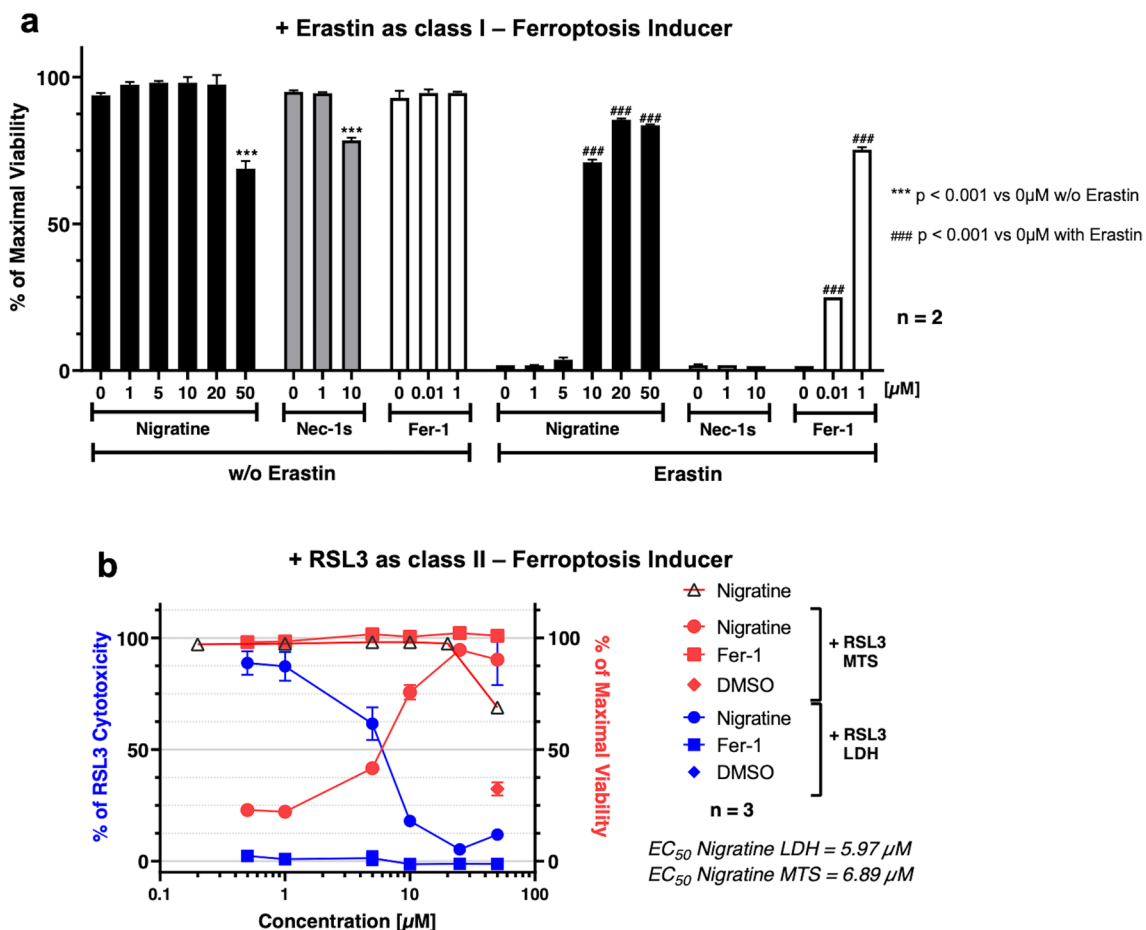 a
+ Erastin as class I – Ferroptosis Inducer
% of Maximal Viability
100
50
0
***
***
###
###
###
###
###
*** p < 0.001 vs 0µM w/o Erastin
### p < 0.001 vs 0µM with Erastin
n = 2
0 1 5 10 20 50 0 1 10 0 0.01 1 0 1 5 10 20 50 0 1 10 0 0.01 1 [µM]
Nigratine Nec-1s Fer-1 Nigratine Nec-1s Fer-1
w/o Erastin Erastin
b
+ RSL3 as class II – Ferroptosis Inducer
% of RSL3 Cytotoxicity
100
50
0
100
50
0
% of Maximal Viability
0.1 1 10 100
Concentration [µM]
Nigratine
Nigratine
Fer-1
DMSO
+ RSL3
MTS
Nigratine
Fer-1
DMSO
+ RSL3
LDH
n = 3
EC50 Nigratine LDH = 5.97 µM
EC50 Nigratine MTS = 6.89 µM